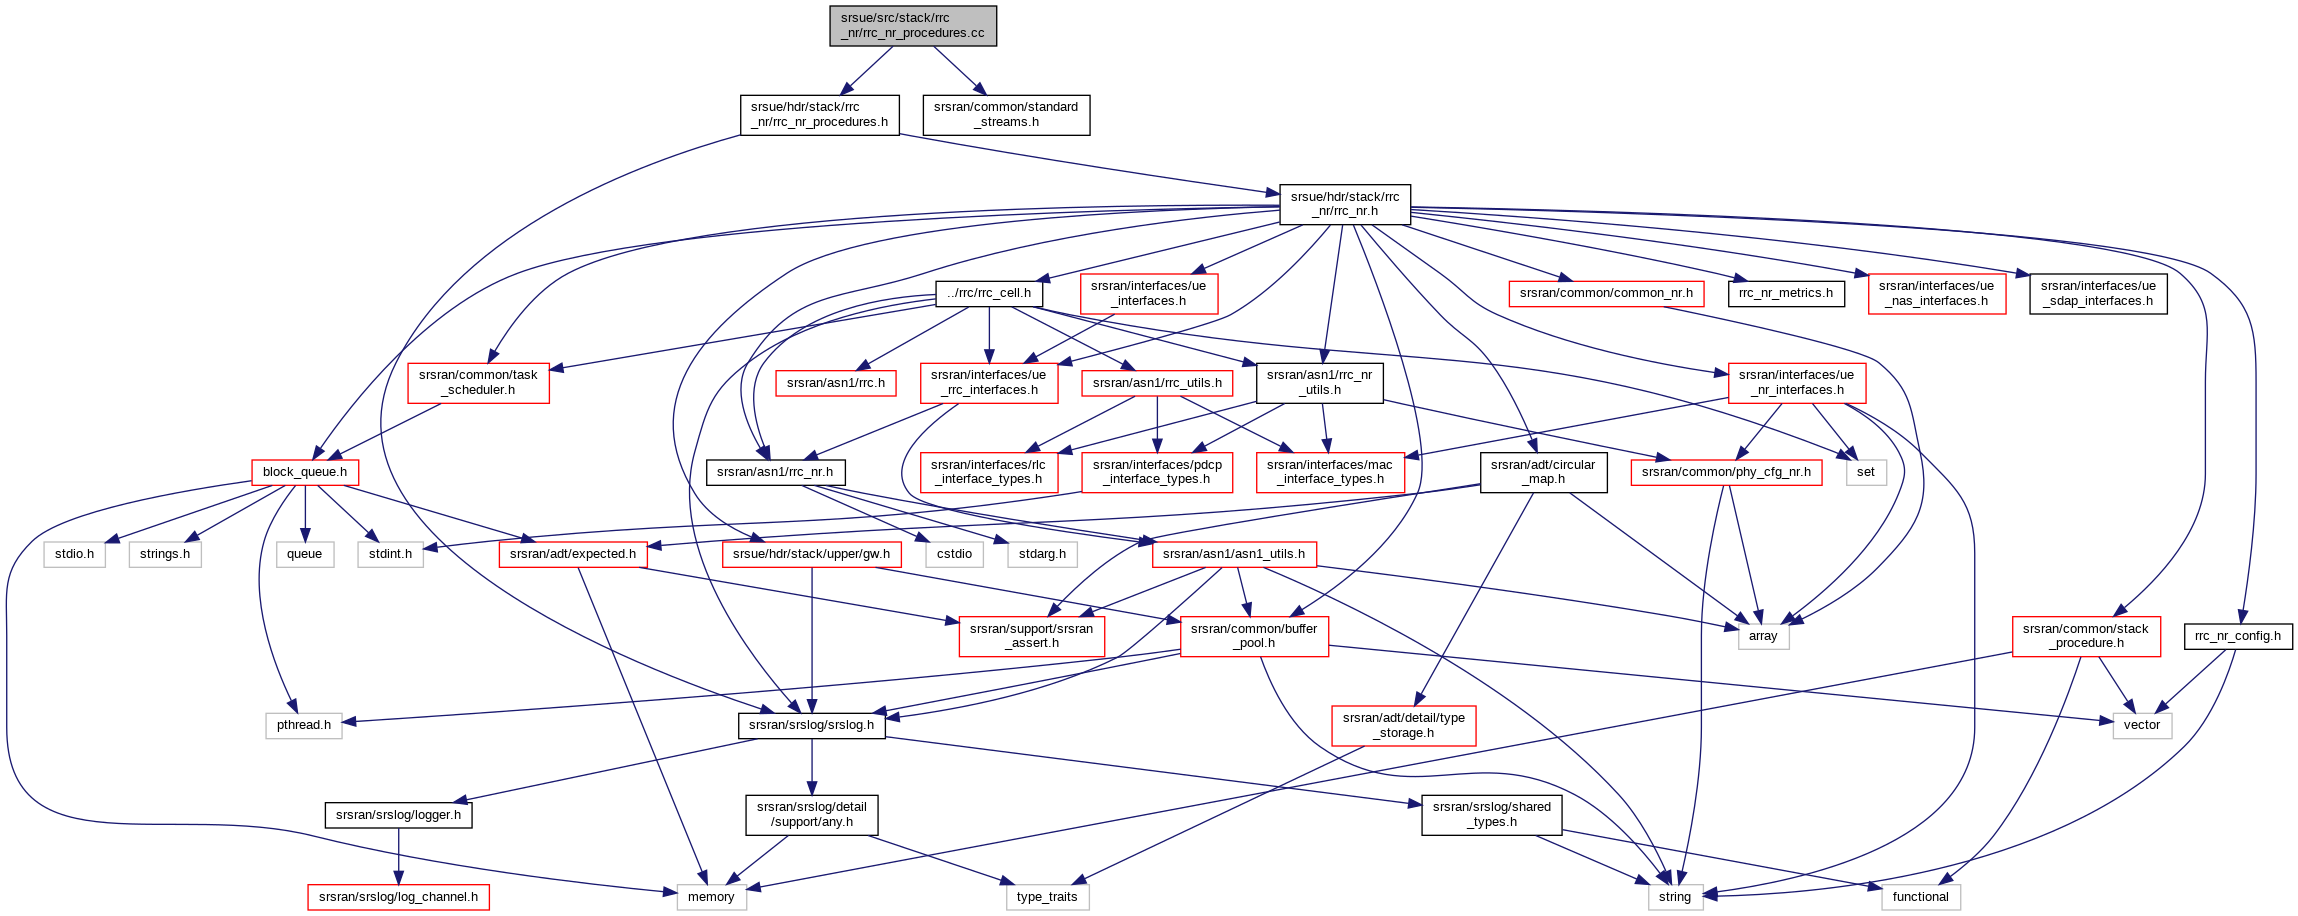 srsue/src/stack/rrc
_nr/rrc_nr_procedures.cc
srsue/hdr/stack/rrc
_nr/rrc_nr_procedures.h
srsran/common/standard
_streams.h
srsue/hdr/stack/rrc
_nr/rrc_nr.h
../rrc/rrc_cell.h
srsran/interfaces/ue
_interfaces.h
srsran/common/common_nr.h
rrc_nr_metrics.h
srsran/interfaces/ue
_nas_interfaces.h
srsran/interfaces/ue
_sdap_interfaces.h
srsran/common/task
_scheduler.h
srsran/asn1/rrc.h
srsran/interfaces/ue
_rrc_interfaces.h
srsran/asn1/rrc_utils.h
srsran/asn1/rrc_nr
_utils.h
srsran/interfaces/ue
_nr_interfaces.h
block_queue.h
srsran/asn1/rrc_nr.h
srsran/interfaces/rlc
_interface_types.h
srsran/interfaces/pdcp
_interface_types.h
srsran/interfaces/mac
_interface_types.h
srsran/adt/circular
_map.h
srsran/common/phy_cfg_nr.h
set
stdio.h
strings.h
queue
stdint.h
srsran/adt/expected.h
srsue/hdr/stack/upper/gw.h
cstdio
stdarg.h
srsran/asn1/asn1_utils.h
srsran/support/srsran
_assert.h
srsran/common/buffer
_pool.h
array
srsran/common/stack
_procedure.h
rrc_nr_config.h
pthread.h
srsran/srslog/srslog.h
srsran/adt/detail/type
_storage.h
vector
srsran/srslog/logger.h
srsran/srslog/detail
/support/any.h
srsran/srslog/shared
_types.h
srsran/srslog/log_channel.h
memory
type_traits
string
functional